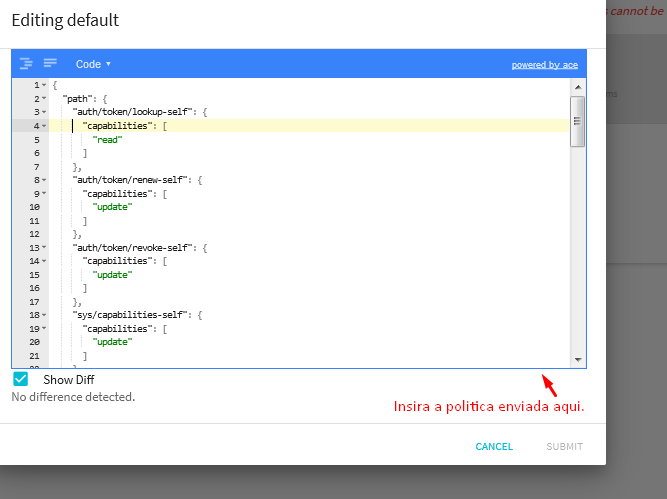 Editing default
s cannot be
Code
powered by ace
1 {
2 "path": {
3 "auth/token/lookup-self": {
4 "capabilities": [
5 "read"
6 ]
7 },
8 "auth/token/renew-self": {
9 "capabilities": [
10 "update"
11 ]
12 },
13 "auth/token/revoke-self": {
14 "capabilities": [
15 "update"
16 ]
17 },
18 "sys/capabilities-self": {
19 "capabilities": [
20 "update"
21 ]
ms
Show Diff
No difference detected.
Insira a politica enviada aqui.
CANCEL
SUBMIT